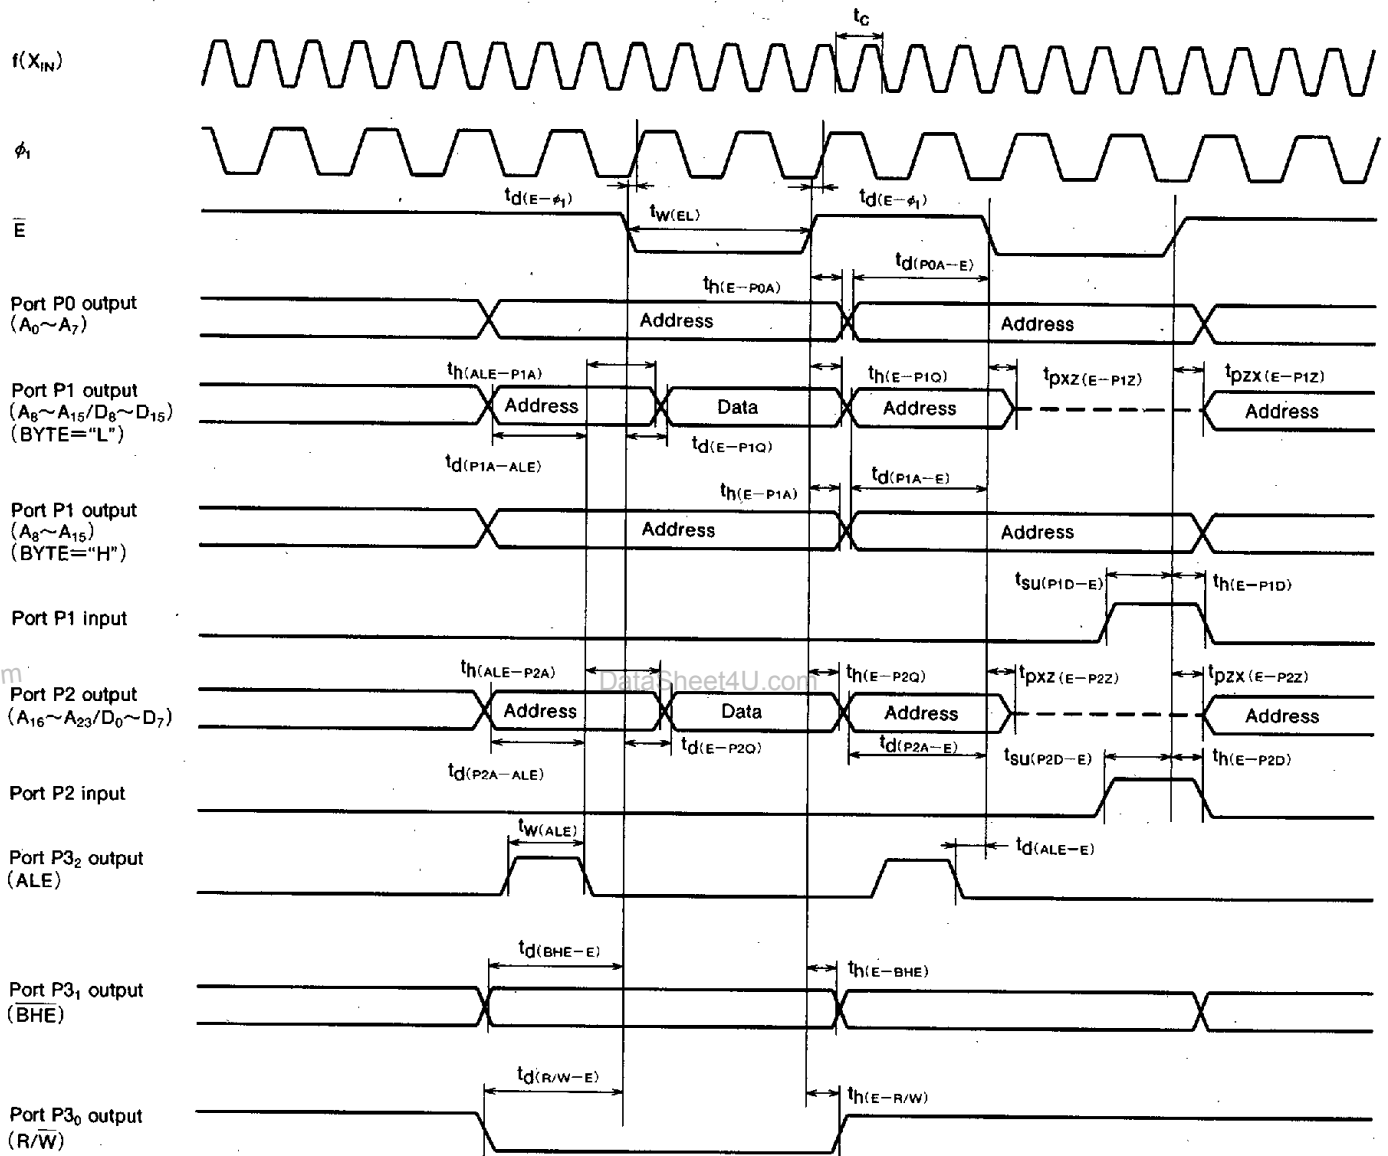 tC
f(XIN)
ϕ1
td(E−ϕ1)
tW(EL)
td(E−ϕ1)
E̅
td(P0A−E)
th(E−P0A)
Port P0 output
(A0~A7)
Address
Address
th(ALE−P1A)
th(E−P1Q)
tpxz(E−P1Z)
tpzx(E−P1Z)
Port P1 output
(A8~A15/D8~D15)
(BYTE="L")
Address
Data
Address
Address
td(E−P1Q)
td(P1A−ALE)
td(P1A−E)
th(E−P1A)
Port P1 output
(A8~A15)
(BYTE="H")
Address
Address
tsu(P1D−E)
th(E−P1D)
Port P1 input
m
th(ALE−P2A)
DataSheet4U.com
th(E−P2Q)
tpxz(E−P2Z)
tpzx(E−P2Z)
Port P2 output
(A16~A23/D0~D7)
Address
Data
Address
Address
td(E−P2Q)
td(P2A−E)
tsu(P2D−E)
th(E−P2D)
td(P2A−ALE)
Port P2 input
tW(ALE)
td(ALE−E)
Port P32 output
(ALE)
td(BHE−E)
th(E−BHE)
Port P31 output
(B̅H̅E̅)
td(R/W−E)
th(E−R/W)
Port P30 output
(R/W̅)